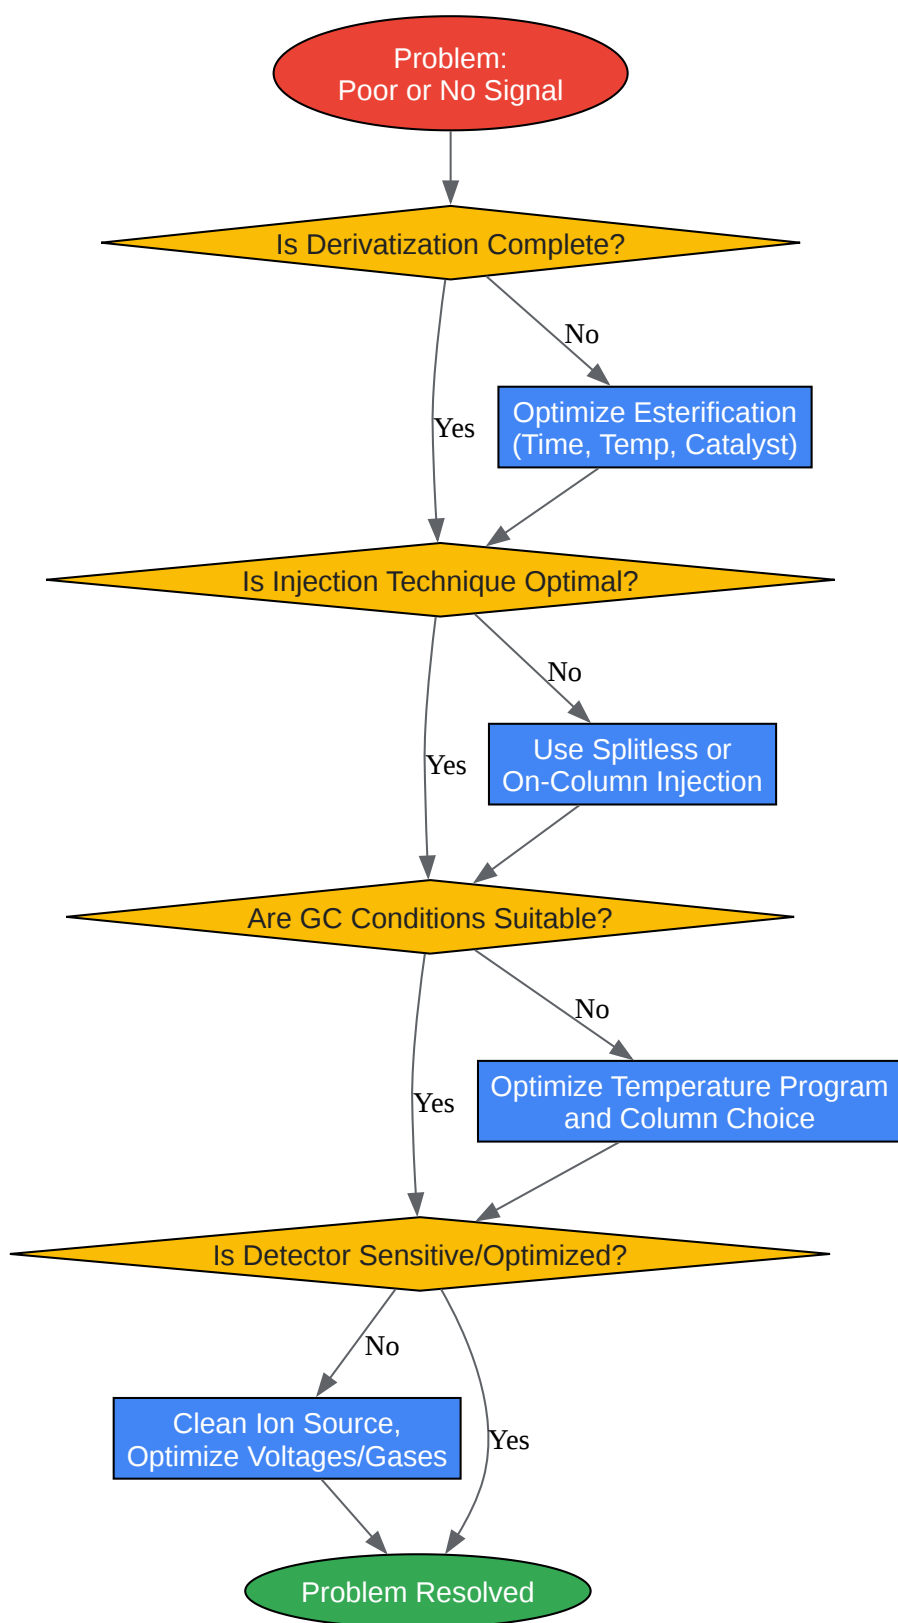 Problem:
Poor or No Signal
Is Derivatization Complete?
No
Optimize Esterification
(Time, Temp, Catalyst)
Yes
Is Injection Technique Optimal?
No
Use Splitless or
On-Column Injection
Yes
Are GC Conditions Suitable?
No
Optimize Temperature Program
and Column Choice
Yes
Is Detector Sensitive/Optimized?
No
Clean Ion Source,
Optimize Voltages/Gases
Yes
Problem Resolved